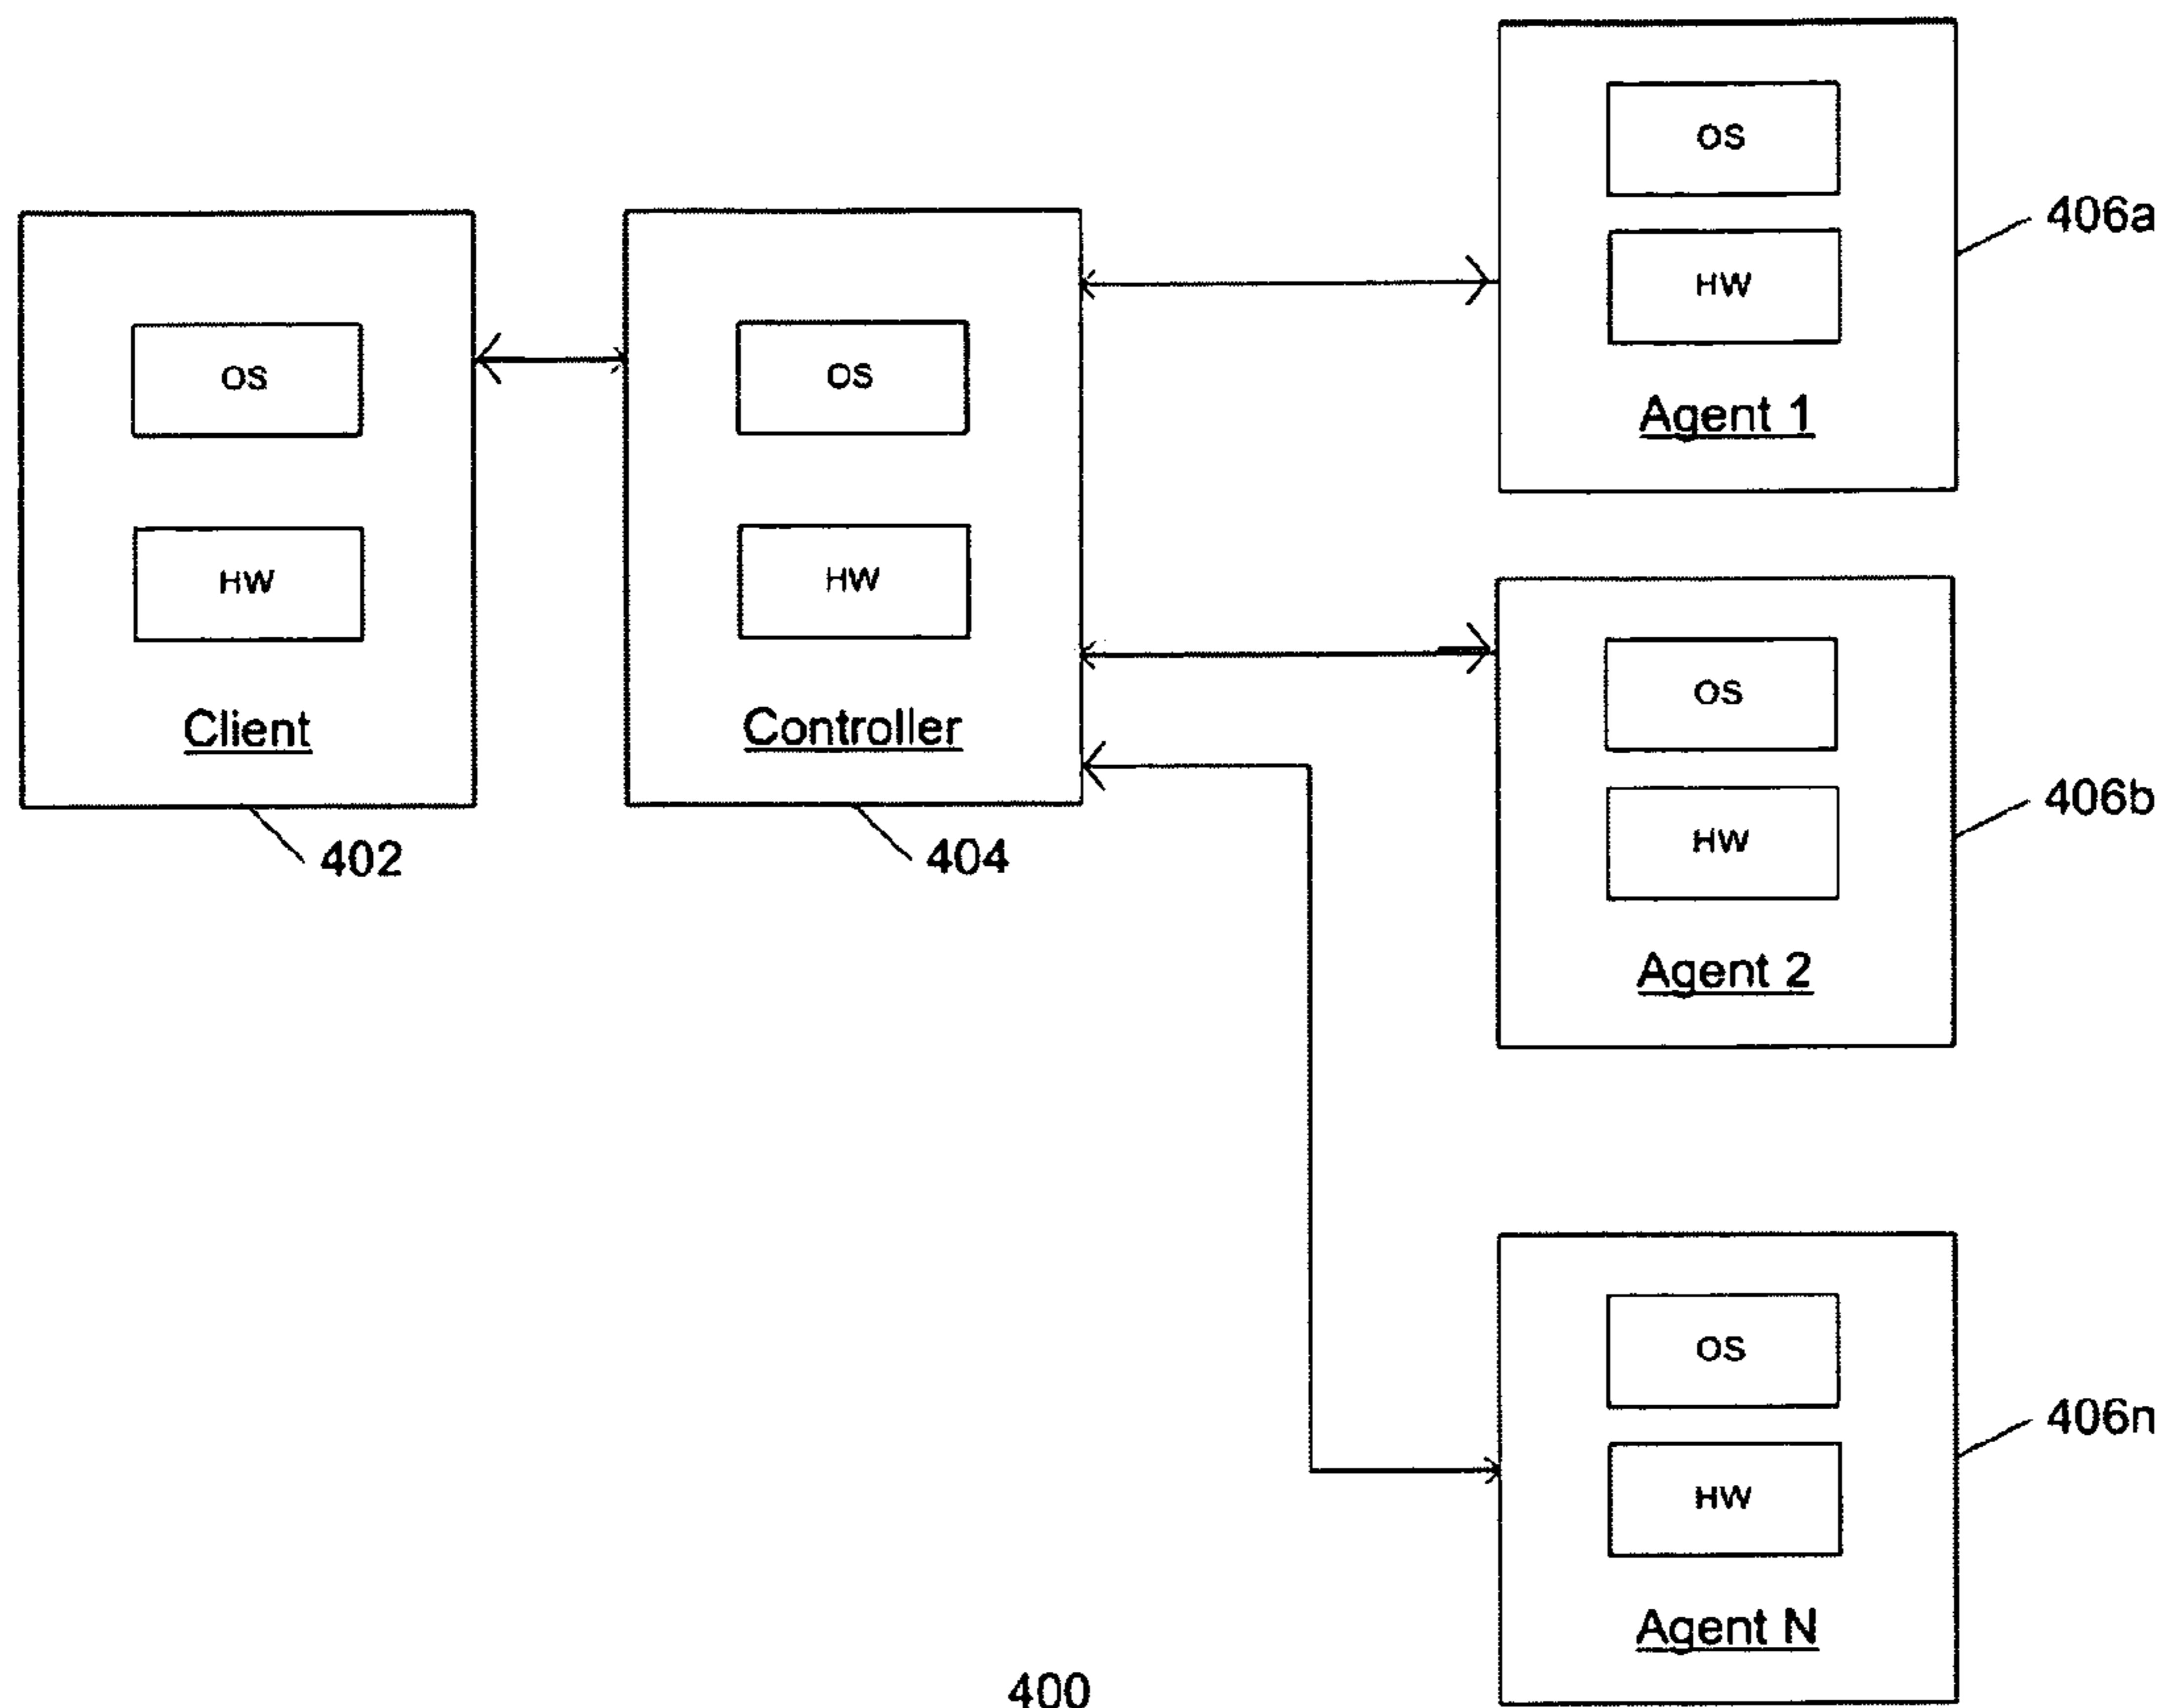 OS
HW
Client
402
OS
HW
Controller
404
OS
HW
Agent 1
406a
OS
HW
Agent 2
406b
OS
HW
Agent N
406n
400